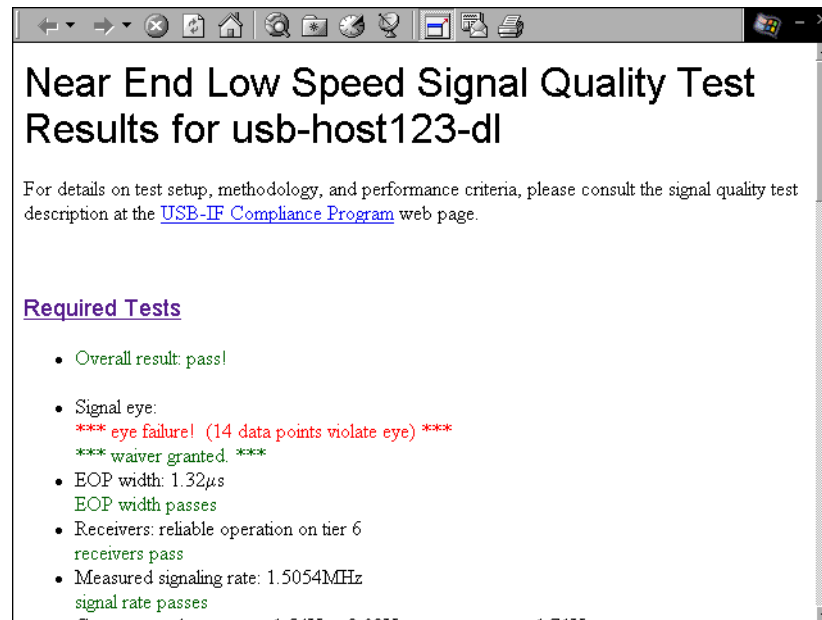 Near End Low Speed Signal Quality Test
Results for usb-host123-dl
For details on test setup, methodology, and performance criteria, please consult the signal quality test
description at the USB-IF Compliance Program web page.
Required Tests
• Overall result: pass!
• Signal eye:
*** eye failure! (14 data points violate eye) ***
*** waiver granted. ***
• EOP width: 1.32µs
EOP width passes
• Receivers: reliable operation on tier 6
receivers pass
• Measured signaling rate: 1.5054MHz
signal rate passes